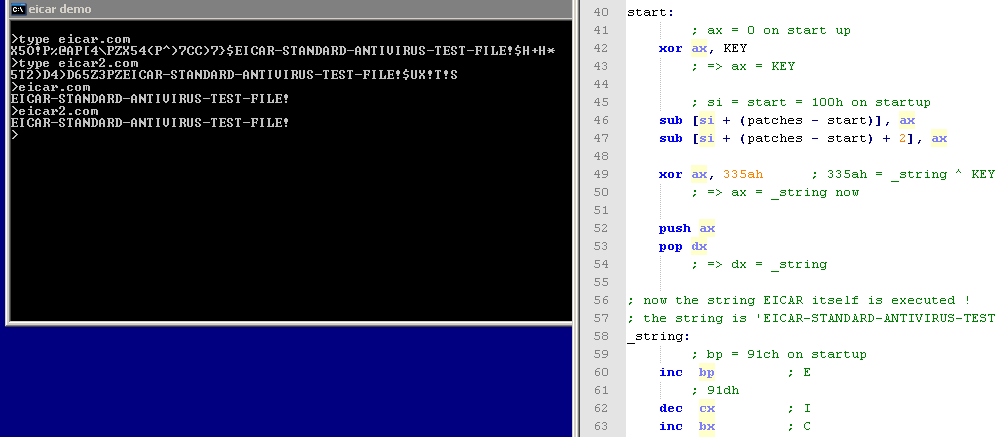 eicar demo
>type eicar.com
X5O!P%@AP[4\PZX54(P^)7CC)7}$EICAR-STANDARD-ANTIVIRUS-TEST-FILE!$H+H*
>type eicar2.com
5T2)D4)D65Z3PZEICAR-STANDARD-ANTIVIRUS-TEST-FILE!$UX!T!S
>eicar.com
EICAR-STANDARD-ANTIVIRUS-TEST-FILE!
>eicar2.com
EICAR-STANDARD-ANTIVIRUS-TEST-FILE!
>
40 start:
41 ; ax = 0 on start up
42 xor ax, KEY
43 ; => ax = KEY
44
45 ; si = start = 100h on startup
46 sub [si + (patches - start)], ax
47 sub [si + (patches - start) + 2], ax
48
49 xor ax, 335ah ; 335ah = _string ^ KEY
50 ; => ax = _string now
51
52 push ax
53 pop dx
54 ; => dx = _string
55
56 ; now the string EICAR itself is executed !
57 ; the string is 'EICAR-STANDARD-ANTIVIRUS-TEST
58 _string:
59 ; bp = 91ch on startup
60 inc bp ; E
61 ; 91dh
62 dec cx ; I
63 inc bx ; C